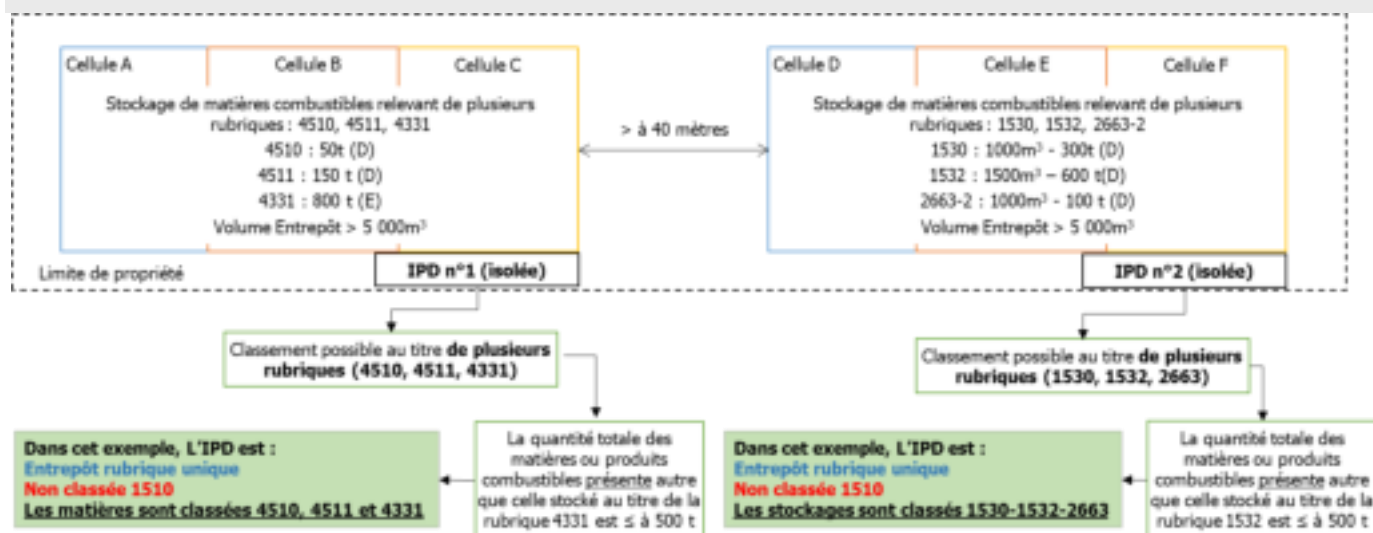 Cellule A
Cellule B
Cellule C
Stockage de matières combustibles relevant de plusieurs
rubriques : 4510, 4511, 4331
4510 : 50t (D)
4511 : 150 t (D)
4331 : 800 t (E)
Volume Entrepôt > 5 000m³
> à 40 mètres
Cellule D
Cellule E
Cellule F
Stockage de matières combustibles relevant de plusieurs
rubriques : 1530, 1532, 2663-2
1530 : 1000m³ - 300t (D)
1532 : 1500m³ – 600 t(D)
2663-2 : 1000m³ - 100 t (D)
Volume Entrepôt > 5 000m³
Limite de propriété
IPD n°1 (isolée)
IPD n°2 (isolée)
Classement possible au titre de plusieurs
rubriques (4510, 4511, 4331)
Classement possible au titre de plusieurs
rubriques (1530, 1532, 2663)
Dans cet exemple, L'IPD est :
Entrepôt rubrique unique
Non classée 1510
Les matières sont classées 4510, 4511 et 4331
La quantité totale des
matières ou produits
combustibles présente autre
que celle stocké au titre de la
rubrique 4331 est ≤ à 500 t
Dans cet exemple, L'IPD est :
Entrepôt rubrique unique
Non classée 1510
Les stockages sont classés 1530-1532-2663
La quantité totale des
matières ou produits
combustibles présente autre
que celle stocké au titre de la
rubrique 1532 est ≤ à 500 t